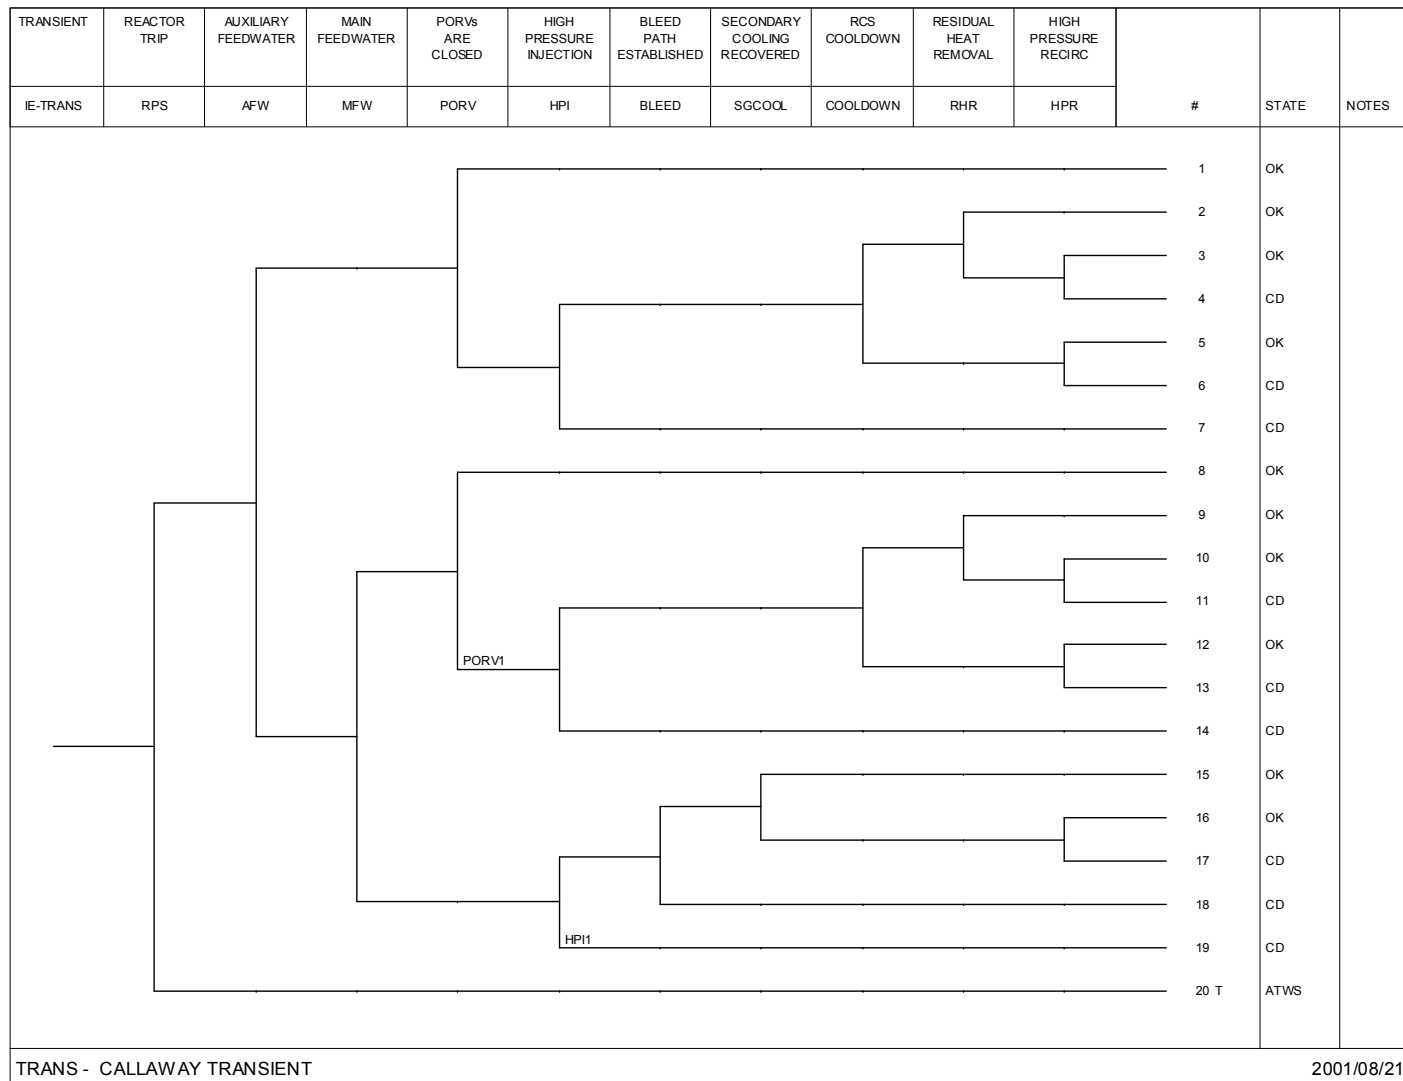 TRANSIENT
REACTOR
TRIP
AUXILIARY
FEEDWATER
MAIN
FEEDWATER
PORVs
ARE
CLOSED
HIGH
PRESSURE
INJECTION
BLEED
PATH
ESTABLISHED
SECONDARY
COOLING
RECOVERED
RCS
COOLDOWN
RESIDUAL
HEAT
REMOVAL
HIGH
PRESSURE
RECIRC
IE-TRANS RPS AFW MFW PORV HPI BLEED SGCOOL COOLDOWN RHR HPR # STATE NOTES
1 OK
2 OK
3 OK
4 CD
5 OK
6 CD
7 CD
8 OK
9 OK
10 OK
11 CD
12 OK
PORV1
13 CD
14 CD
15 OK
16 OK
17 CD
18 CD
HPI1
19 CD
20 T ATWS
TRANS - CALLAWAY TRANSIENT 2001/08/21